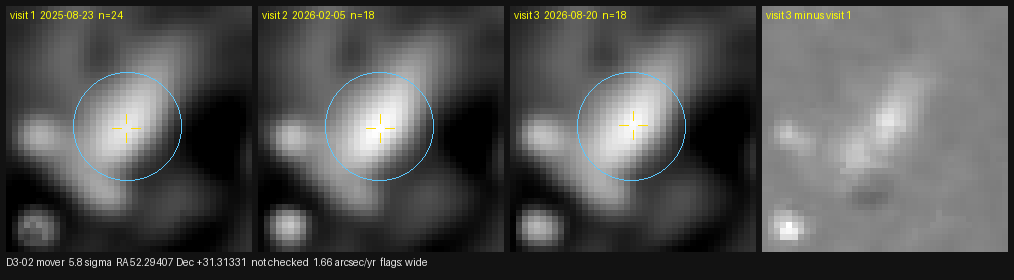 visit 1 2025-08-23 n=24
visit 2 2026-02-05 n=18
visit 3 2026-08-20 n=18
visit 3 minus visit 1
D3-02 mover 5.8 sigma RA 52.29407 Dec +31.31331 not checked 1.66 arcsec/yr flags: wide